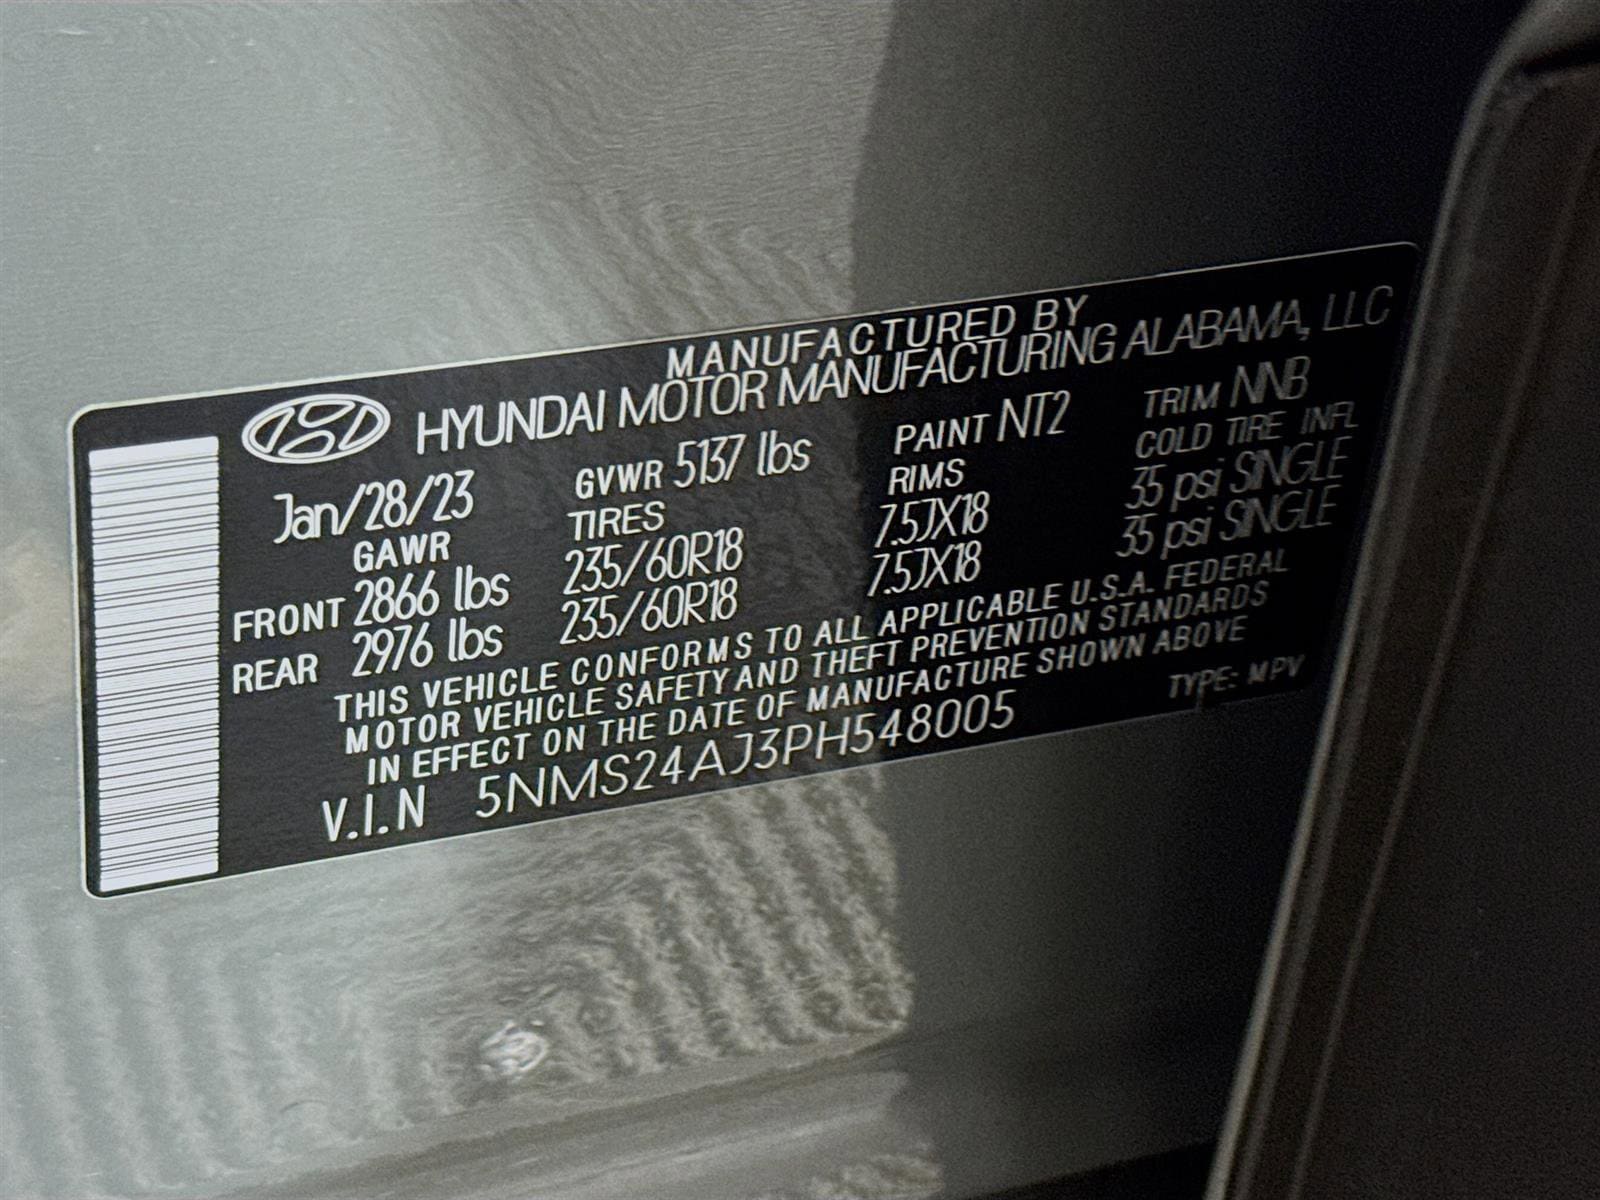 MANUFACTURED BY
HYUNDAI MOTOR MANUFACTURING ALABAMA, LLC
Jan/28/23 GVWR 5137 lbs PAINT NT2 TRIM NNB
GAWR TIRES RIMS COLD TIRE INFL
FRONT 2866 lbs 235/60R18 7.5JX18 35 psi SINGLE
REAR 2976 lbs 235/60R18 7.5JX18 35 psi SINGLE
THIS VEHICLE CONFORMS TO ALL APPLICABLE U.S.A. FEDERAL
MOTOR VEHICLE SAFETY AND THEFT PREVENTION STANDARDS
IN EFFECT ON THE DATE OF MANUFACTURE SHOWN ABOVE
V.I.N 5NMS24AJ3PH548005 TYPE: MPV